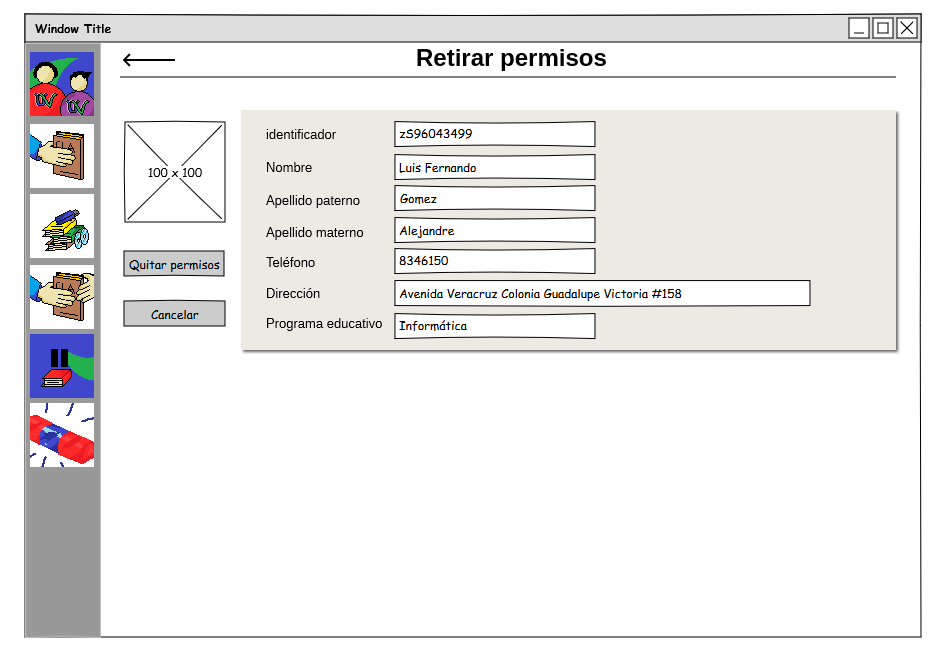 Window Title
Retirar permisos
100 x 100
Quitar permisos
Cancelar
identificador zS96043499
Nombre Luis Fernando
Apellido paterno Gomez
Apellido materno Alejandre
Teléfono 8346150
Dirección Avenida Veracruz Colonia Guadalupe Victoria #158
Programa educativo Informática